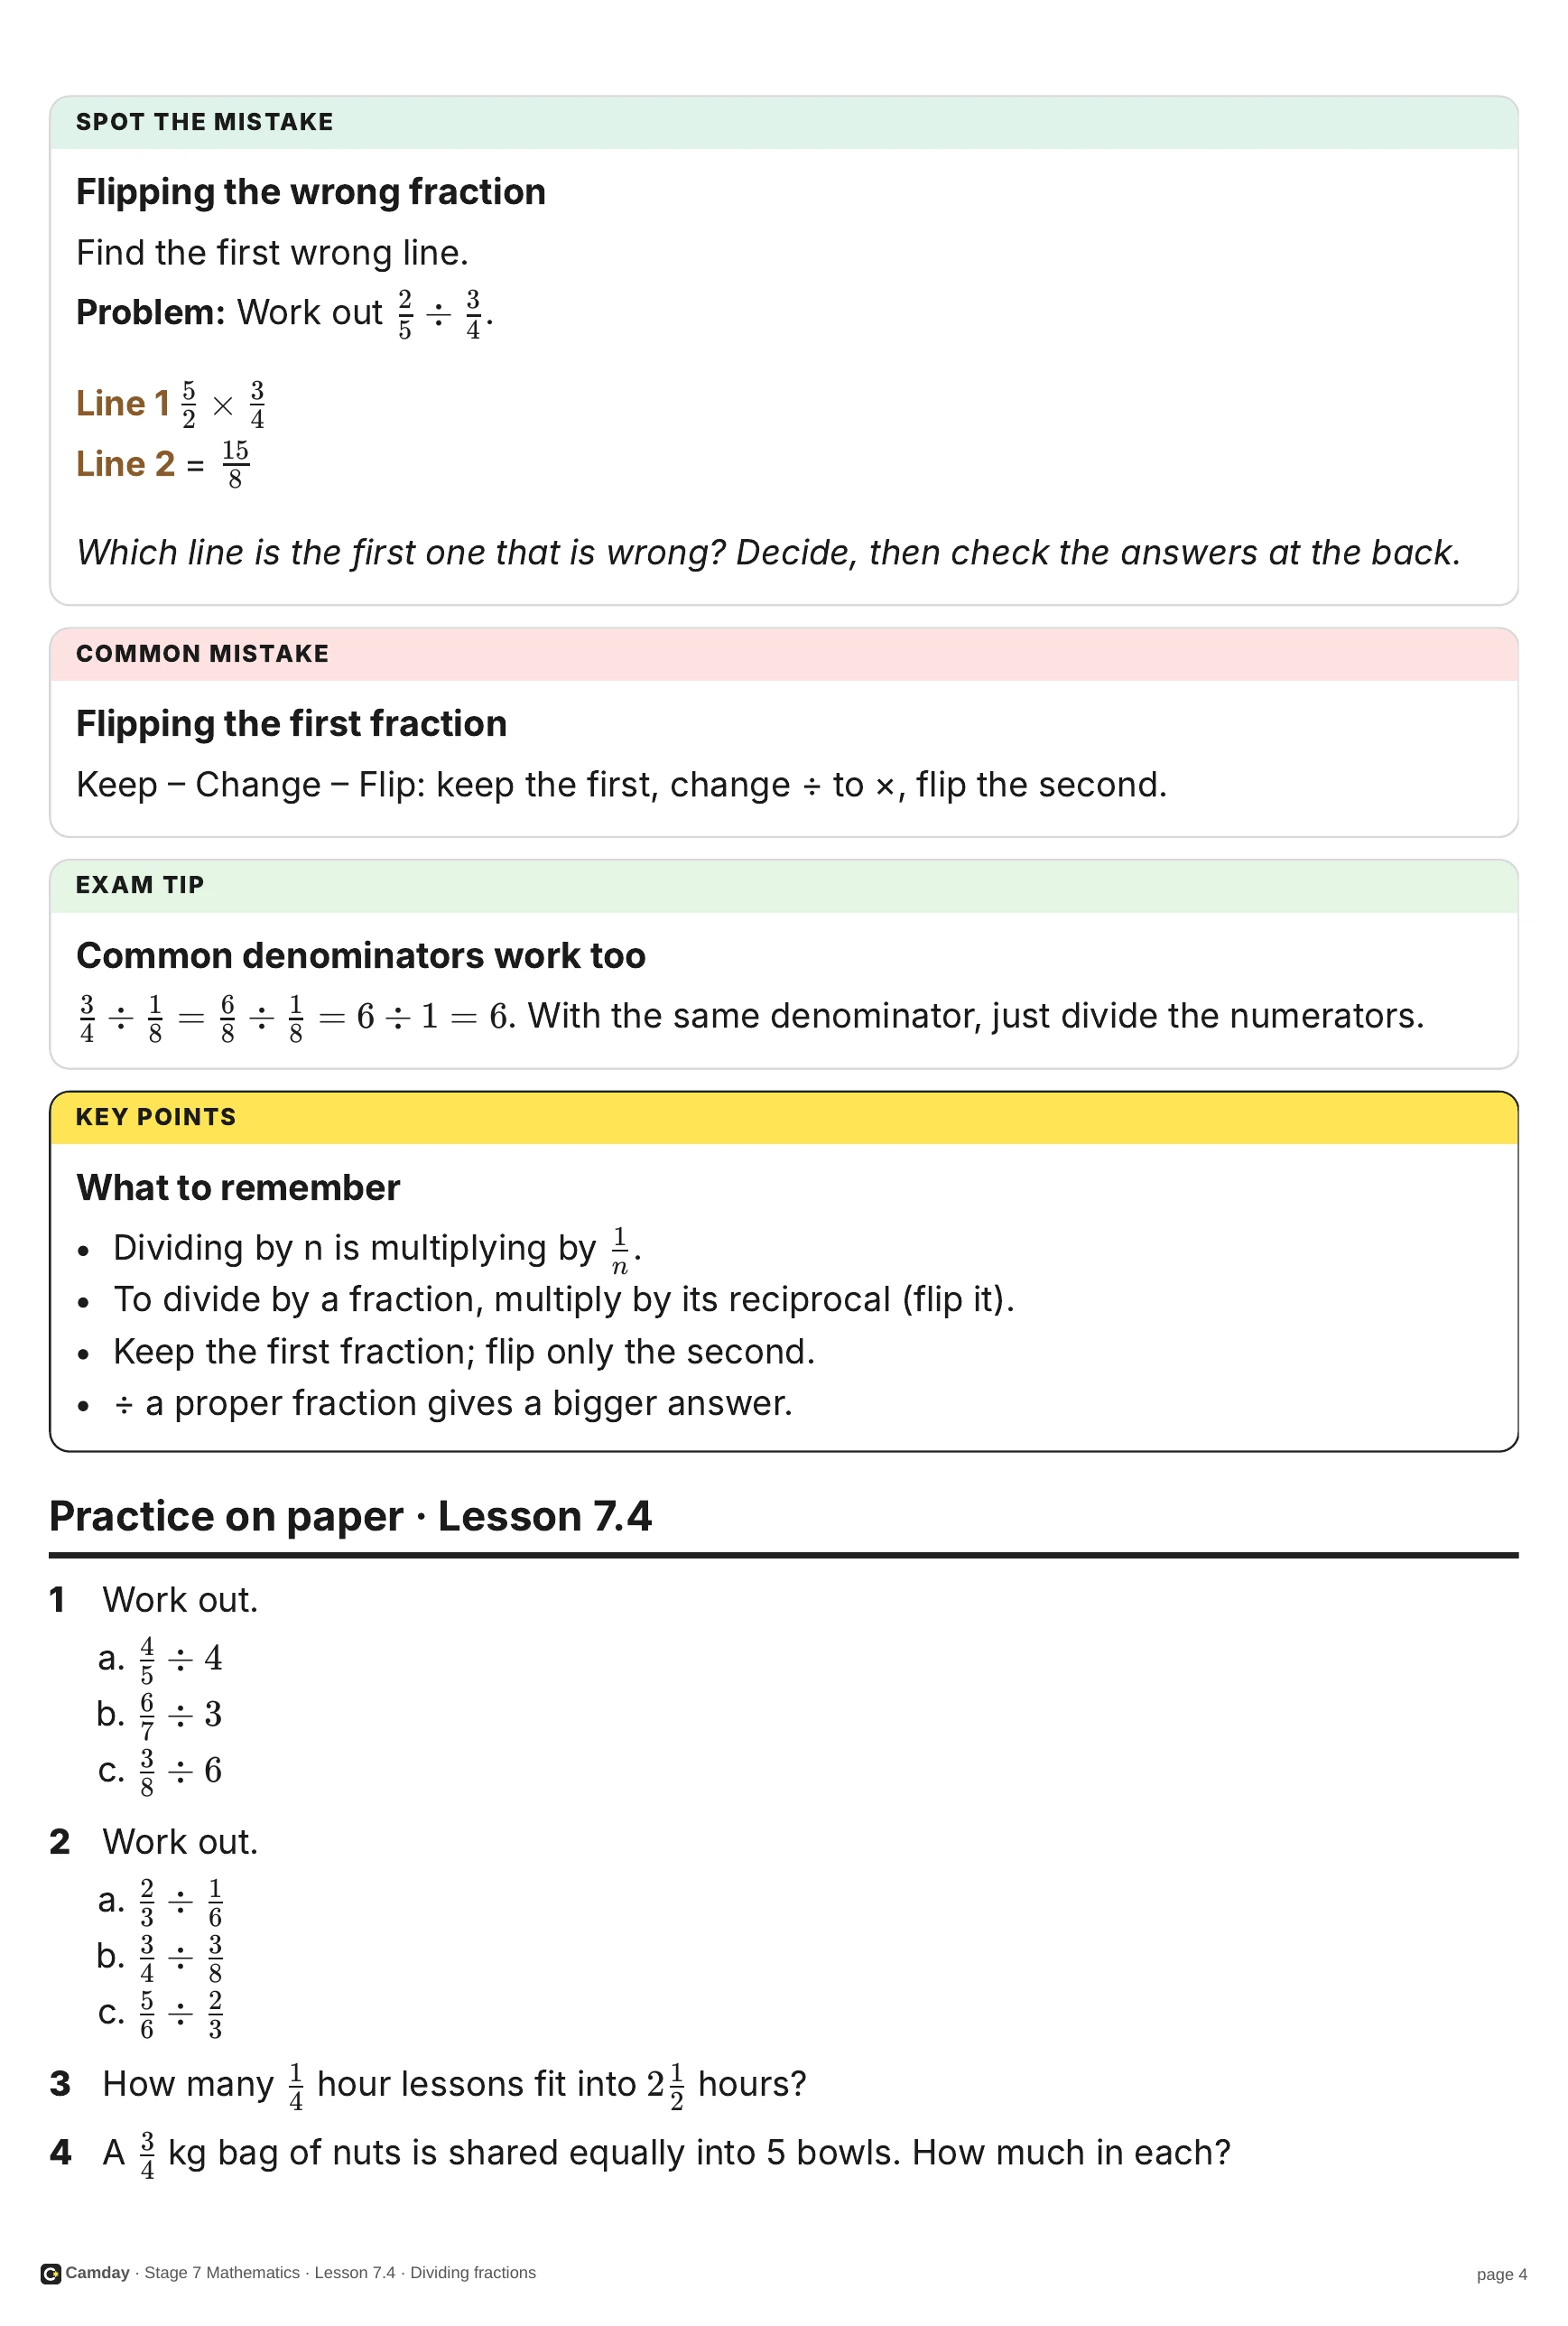 SPOT THE MISTAKE
Flipping the wrong fraction
Find the first wrong line.
Problem: Work out 2/5 ÷ 3/4.
Line 1 5/2 × 3/4
Line 2 = 15/8
Which line is the first one that is wrong? Decide, then check the answers at the back.
COMMON MISTAKE
Flipping the first fraction
Keep – Change – Flip: keep the first, change ÷ to ×, flip the second.
EXAM TIP
Common denominators work too
3/4 ÷ 1/8 = 6/8 ÷ 1/8 = 6 ÷ 1 = 6. With the same denominator, just divide the numerators.
KEY POINTS
What to remember
• Dividing by n is multiplying by 1/n.
• To divide by a fraction, multiply by its reciprocal (flip it).
• Keep the first fraction; flip only the second.
• ÷ a proper fraction gives a bigger answer.
Practice on paper · Lesson 7.4
1 Work out.
a. 4/5 ÷ 4
b. 6/7 ÷ 3
c. 3/8 ÷ 6
2 Work out.
a. 2/3 ÷ 1/6
b. 3/4 ÷ 3/8
c. 5/6 ÷ 2/3
3 How many 1/4 hour lessons fit into 2 1/2 hours?
4 A 3/4 kg bag of nuts is shared equally into 5 bowls. How much in each?
Camday · Stage 7 Mathematics · Lesson 7.4 · Dividing fractions
page 4